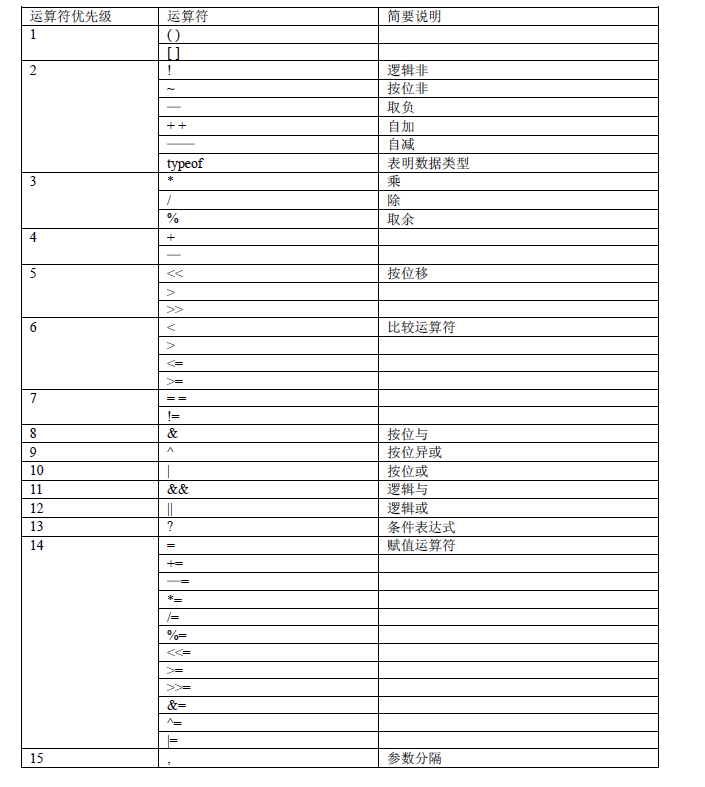 运算符优先级 运算符 简要说明
1 ( )
[ ]
2 ! 逻辑非
~ 按位非
— 取负
+ + 自加
—— 自减
typeof 表明数据类型
3 * 乘
/ 除
% 取余
4 +
—
5 << 按位移
>
>>
6 < 比较运算符
>
<=
>=
7 = =
!=
8 & 按位与
9 ^ 按位异或
10 | 按位或
11 && 逻辑与
12 || 逻辑或
13 ? 条件表达式
14 = 赋值运算符
+=
—=
*=
/=
%=
<<=
>=
>>=
&=
^=
|=
15 , 参数分隔